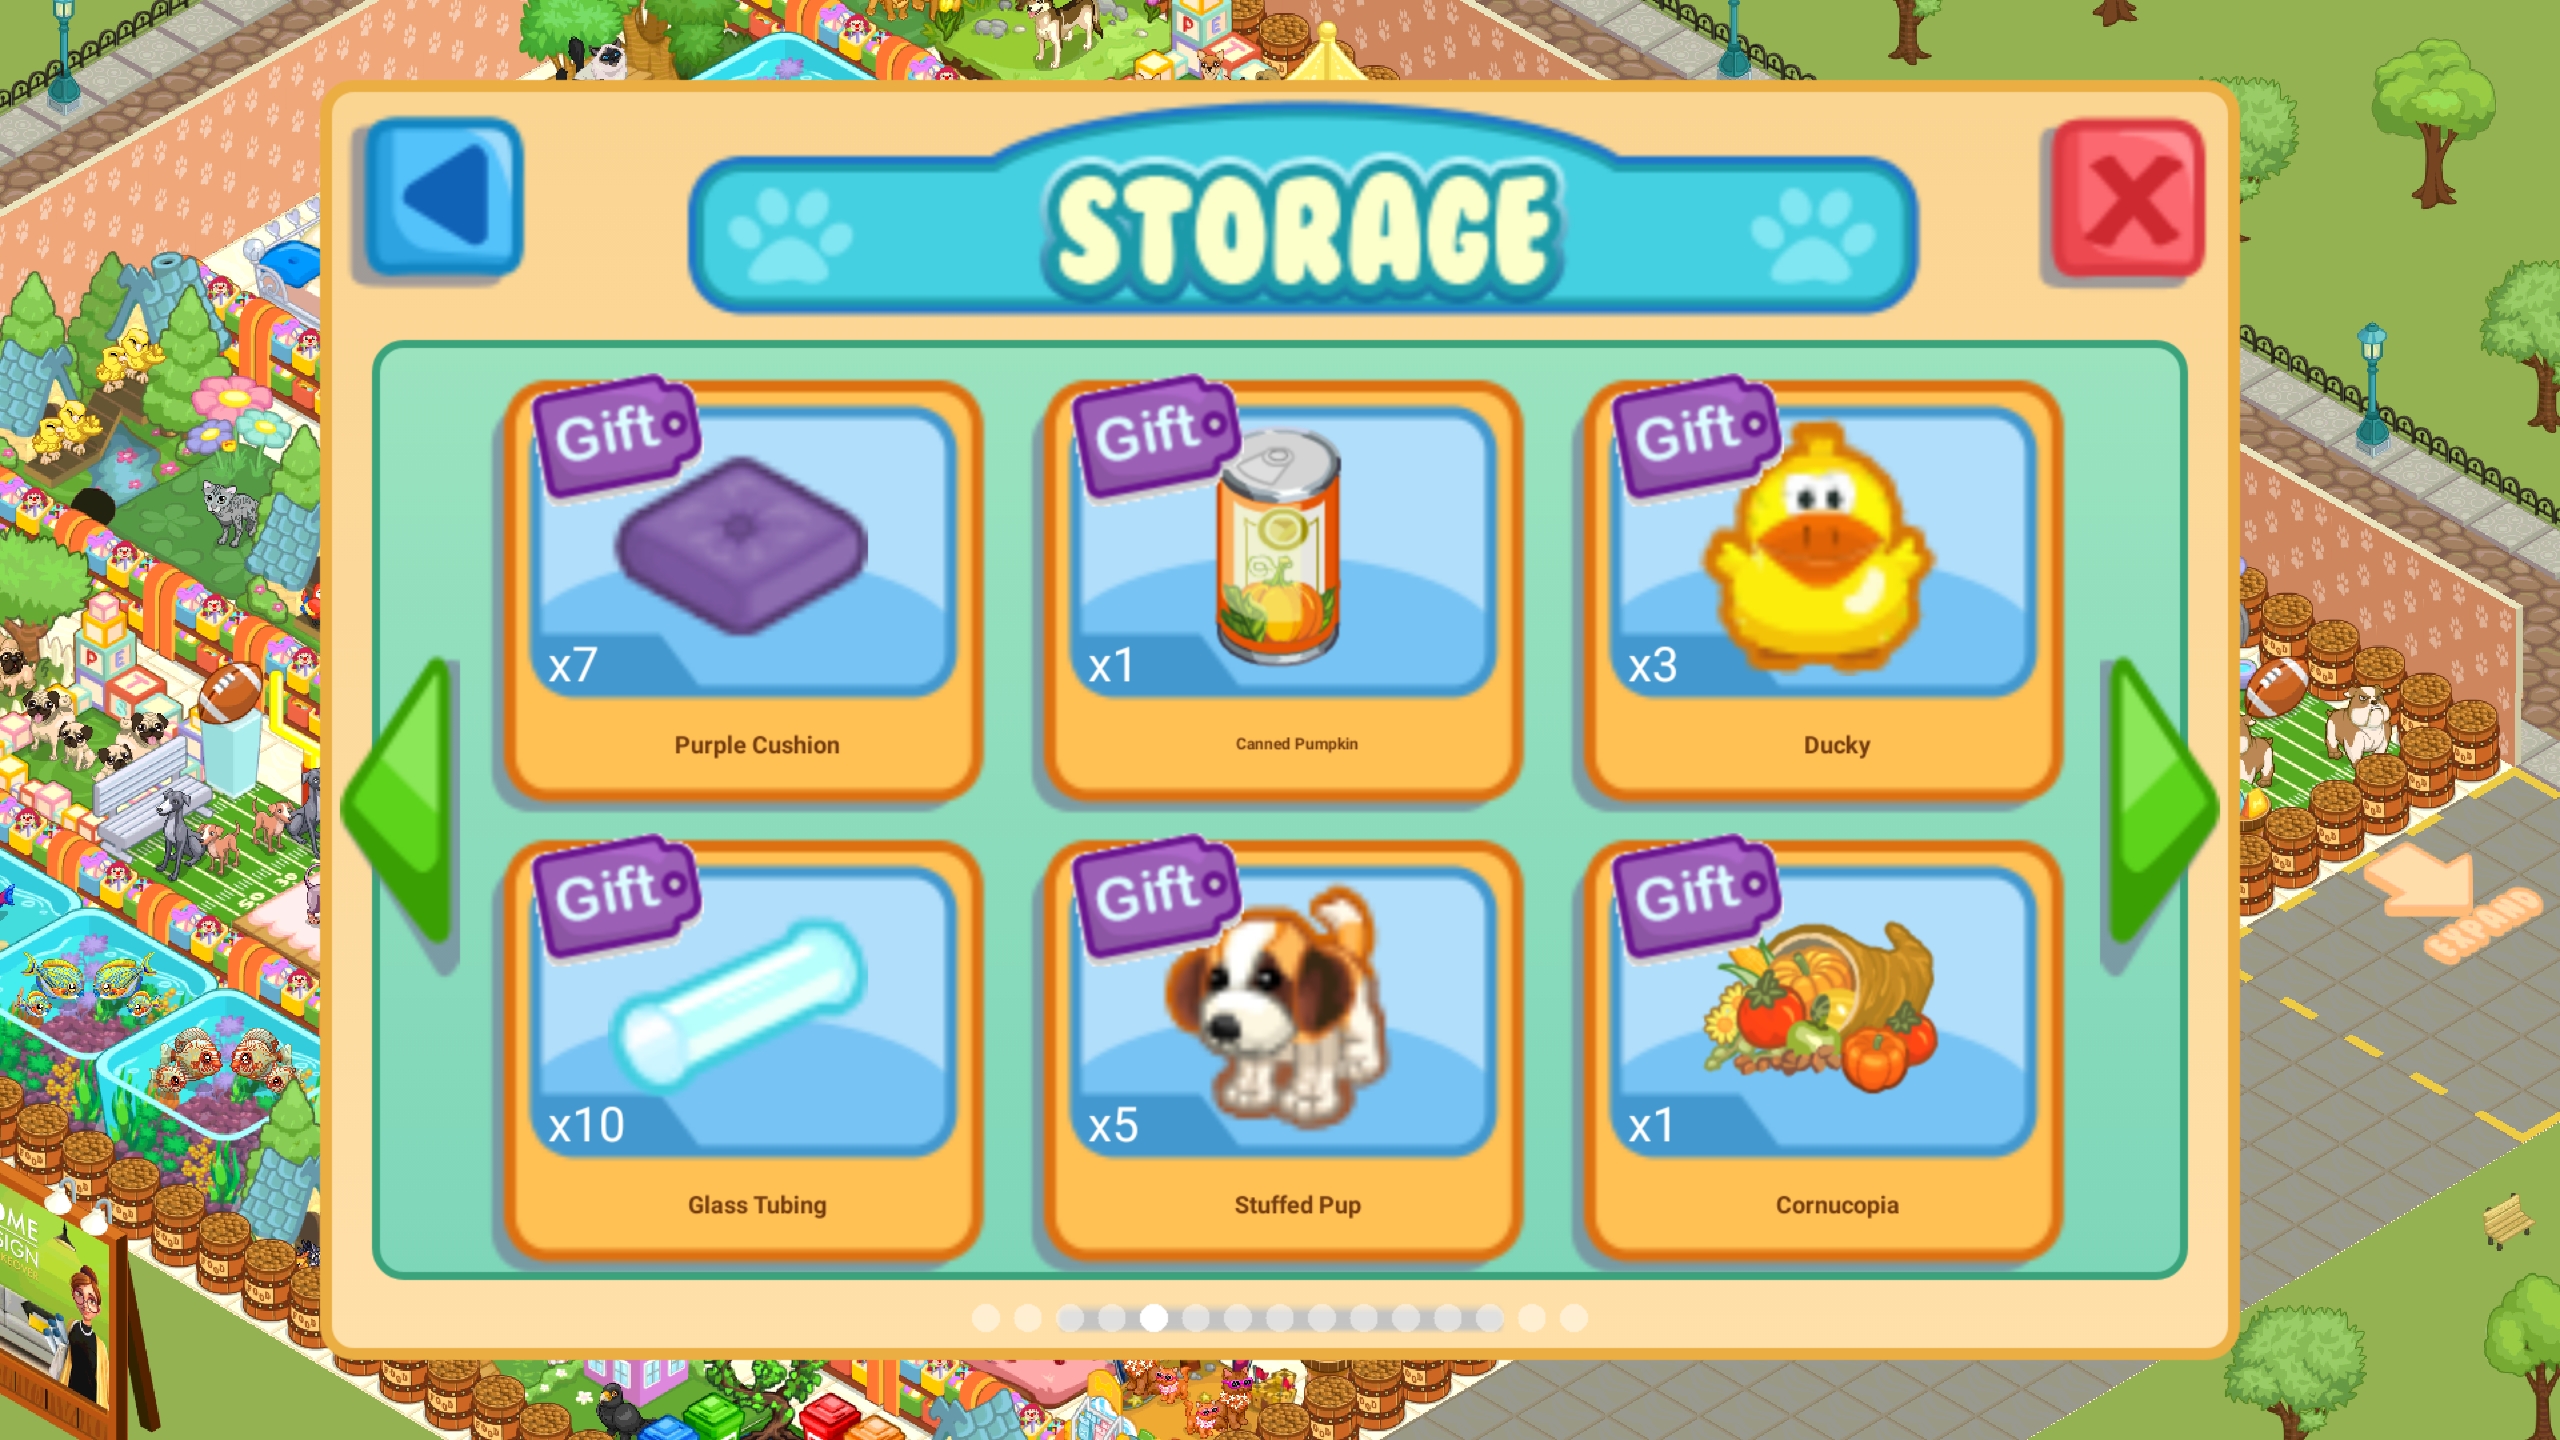 STORAGE
Gift
x7
Purple Cushion
Gift
x1
Canned Pumpkin
Gift
x3
Ducky
Gift
x10
Glass Tubing
Gift
x5
Stuffed Pup
Gift
x1
Cornucopia
EXPAND